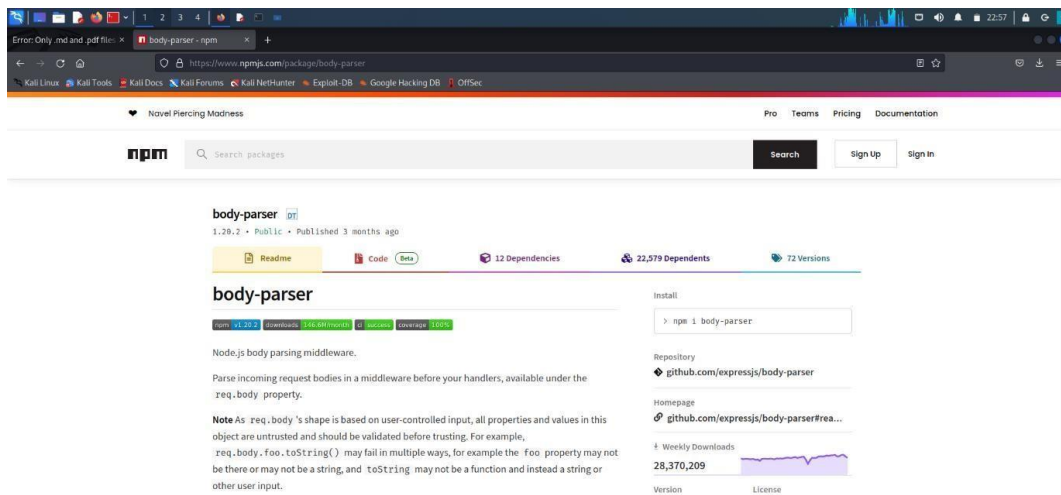 1 2 3 4
22:57
Error: Only .md and .pdf files
body-parser - npm
https://www.npmjs.com/package/body-parser
Kali Linux Kali Tools Kali Docs Kali Forums Kali NetHunter Exploit-DB Google Hacking DB OffSec
Navel Piercing Madness
Pro Teams Pricing Documentation
npm
Search packages
Search
Sign Up
Sign In
body-parser DT
1.20.2 • Public • Published 3 months ago
Readme
Code Beta
12 Dependencies
22,579 Dependents
72 Versions
body-parser
npm v1.20.2 downloads 146.6M/month ci success coverage 100%
Node.js body parsing middleware.
Parse incoming request bodies in a middleware before your handlers, available under the
req.body property.
Note As req.body 's shape is based on user-controlled input, all properties and values in this
object are untrusted and should be validated before trusting. For example,
req.body.foo.toString() may fail in multiple ways, for example the foo property may not
be there or may not be a string, and toString may not be a function and instead a string or
other user input.
Install
> npm i body-parser
Repository
github.com/expressjs/body-parser
Homepage
github.com/expressjs/body-parser#rea...
Weekly Downloads
28,370,209
Version
License